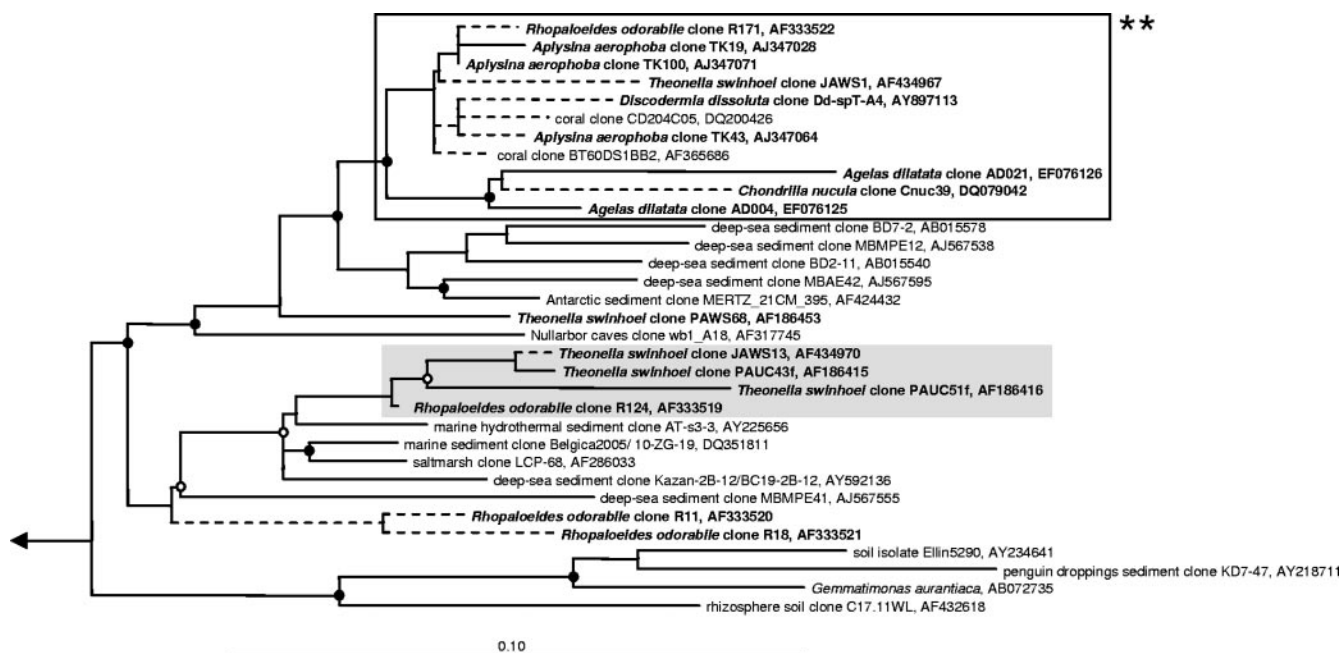 **
Rhopaloeides odorabile clone R171, AF333522
Aplysina aerophoba clone TK19, AJ347028
Aplysina aerophoba clone TK100, AJ347071
Theonella swinhoei clone JAWS1, AF434967
Discodermia dissoluta clone Dd-spT-A4, AY897113
coral clone CD204C05, DQ200426
Aplysina aerophoba clone TK43, AJ347064
coral clone BT60DS1BB2, AF365686
Agelas dilatata clone AD021, EF076126
Chondrilla nucula clone Cnuc39, DQ079042
Agelas dilatata clone AD004, EF076125
deep-sea sediment clone BD7-2, AB015578
deep-sea sediment clone MBMPE12, AJ567538
deep-sea sediment clone BD2-11, AB015540
deep-sea sediment clone MBAE42, AJ567595
Antarctic sediment clone MERTZ_21CM_395, AF424432
Theonella swinhoei clone PAWS68, AF186453
Nullarbor caves clone wb1_A18, AF317745
Theonella swinhoei clone JAWS13, AF434970
Theonella swinhoei clone PAUC43f, AF186415
Theonella swinhoei clone PAUC51f, AF186416
Rhopaloeides odorabile clone R124, AF333519
marine hydrothermal sediment clone AT-s3-3, AY225656
marine sediment clone Belgica2005/ 10-ZG-19, DQ351811
saltmarsh clone LCP-68, AF286033
deep-sea sediment clone Kazan-2B-12/BC19-2B-12, AY592136
deep-sea sediment clone MBMPE41, AJ567555
Rhopaloeides odorabile clone R11, AF333520
Rhopaloeides odorabile clone R18, AF333521
soil isolate Ellin5290, AY234641
penguin droppings sediment clone KD7-47, AY218711
Gemmatimonas aurantiaca, AB072735
rhizosphere soil clone C17.11WL, AF432618
0.10